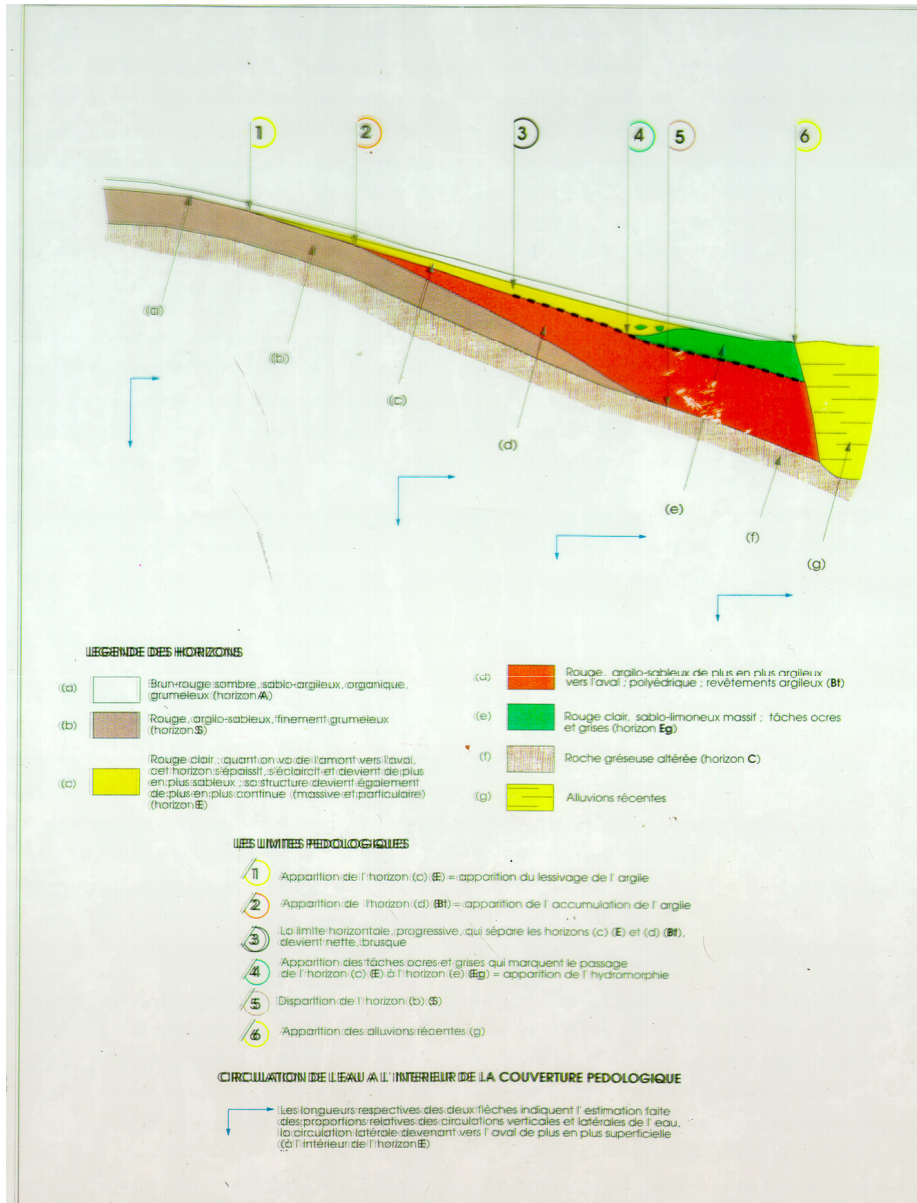 1 2 3 4 5 6
(a)
(b)
(c)
(d)
(e)
(f)
(g)
LEGENDE DES HORIZONS
(a) Brun-rouge sombre, sablo-argileux, organique,
grumeleux (horizon A)
(b) Rouge, argilo-sableux, finement grumeleux
(horizon S)
(c) Rouge clair ; quant on va de l'amont vers l'aval,
cet horizon s'épaissit, s'éclaircit et devient de plus
en plus sableux ; sa structure devient également
de plus en plus continue (massive et particulaire)
(horizon E)
(d) Rouge, argilo-sableux de plus en plus argileux
vers l'aval ; polyédrique ; revêtements argileux (Bt)
(e) Rouge clair, sablo-limoneux massif ; tâches ocres
et grises (horizon Eg)
(f) Roche gréseuse altérée (horizon C)
(g) Alluvions récentes
LES LIMITES PEDOLOGIQUES
1 Apparition de l'horizon (c) (E) = apparition du lessivage de l'argile
2 Apparition de l'horizon (d) (Bt) = apparition de l'accumulation de l'argile
3 La limite horizontale, progressive, qui sépare les horizons (c) (E) et (d) (Bt),
devient nette, brusque
4 Apparition des tâches ocres et grises qui marquent le passage
de l'horizon (c) (E) à l'horizon (e) (Eg) = apparition de l'hydromorphie
5 Disparition de l'horizon (b) (S)
6 Apparition des alluvions récentes (g)
CIRCULATION DE L'EAU A L'INTERIEUR DE LA COUVERTURE PEDOLOGIQUE
Les longueurs respectives des deux flèches indiquent l'estimation faite
des proportions relatives des circulations verticales et latérales de l'eau,
la circulation latérale devenant vers l'aval de plus en plus superficielle
(à l'intérieur de l'horizon E)